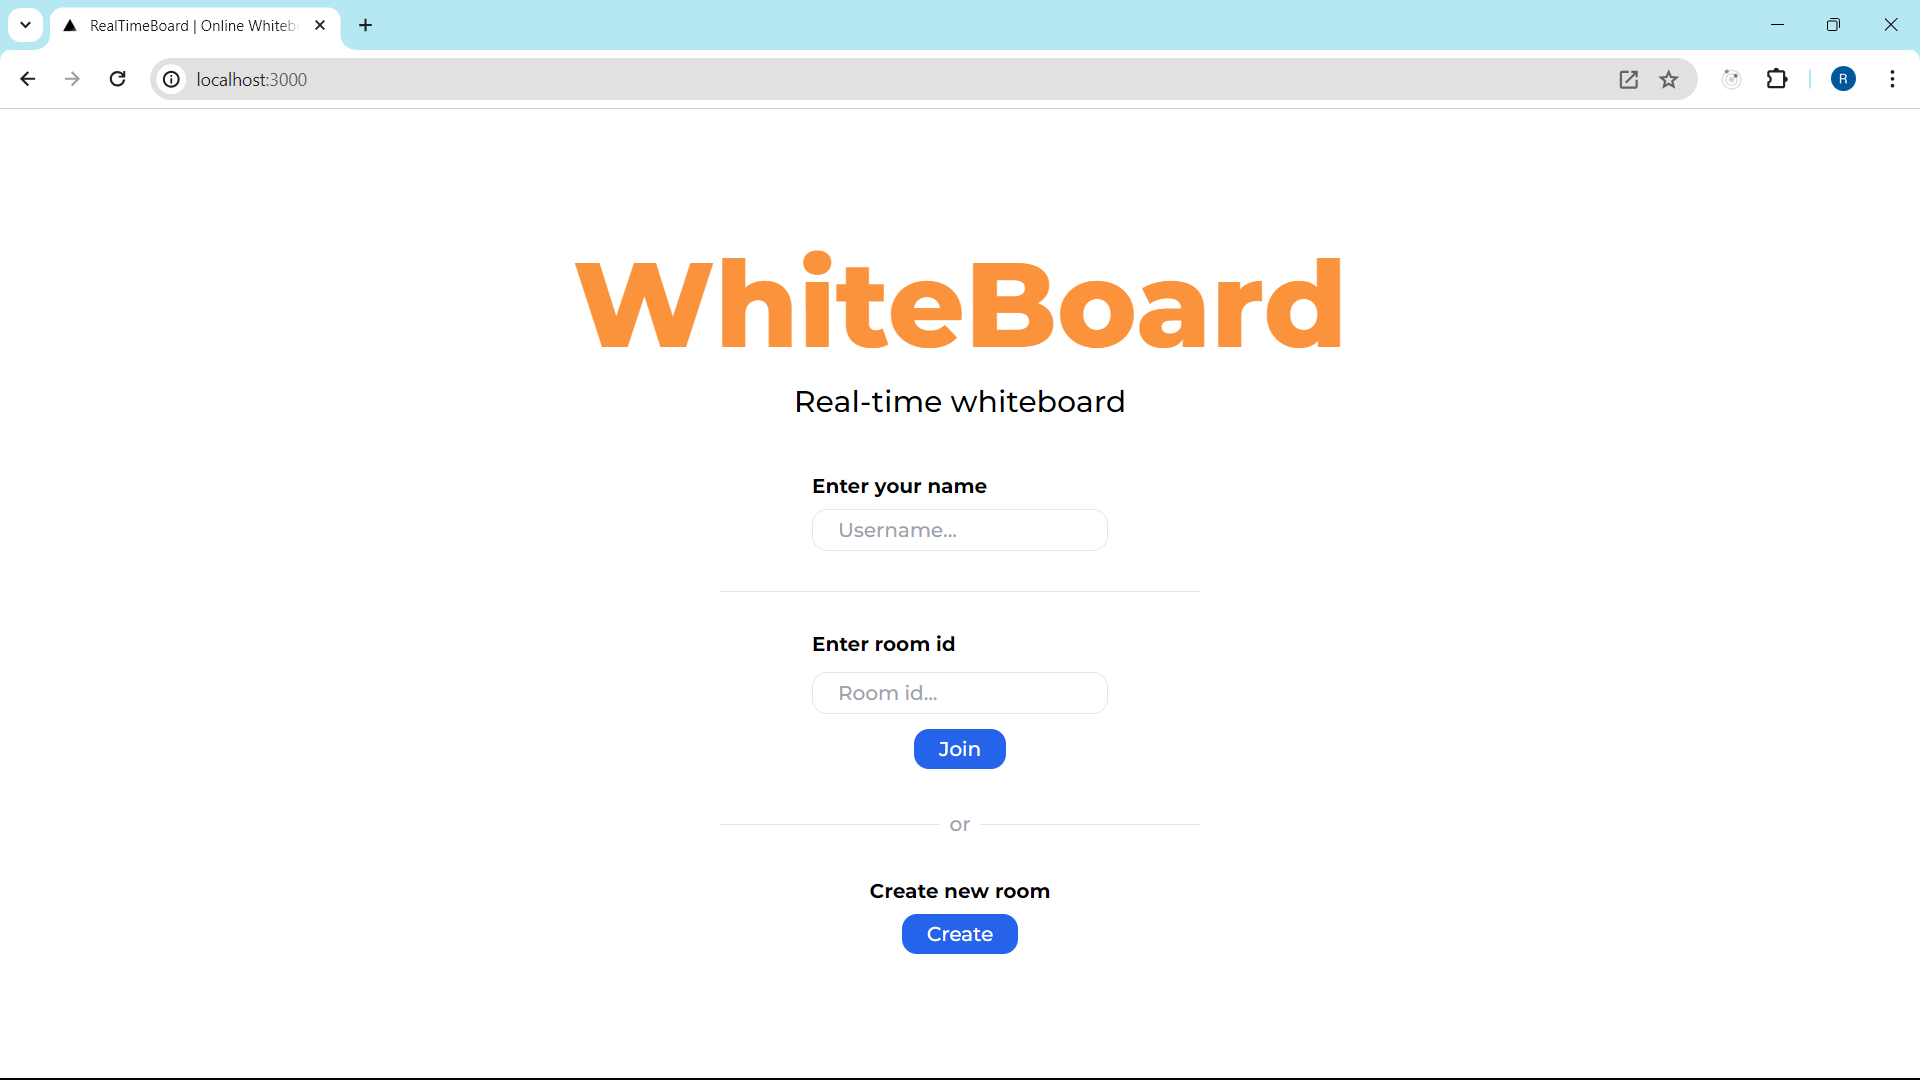 RealTimeBoard | Online Whiteb
localhost:3000
R
WhiteBoard
Real-time whiteboard
Enter your name
Username...
Enter room id
Room id...
Join
or
Create new room
Create